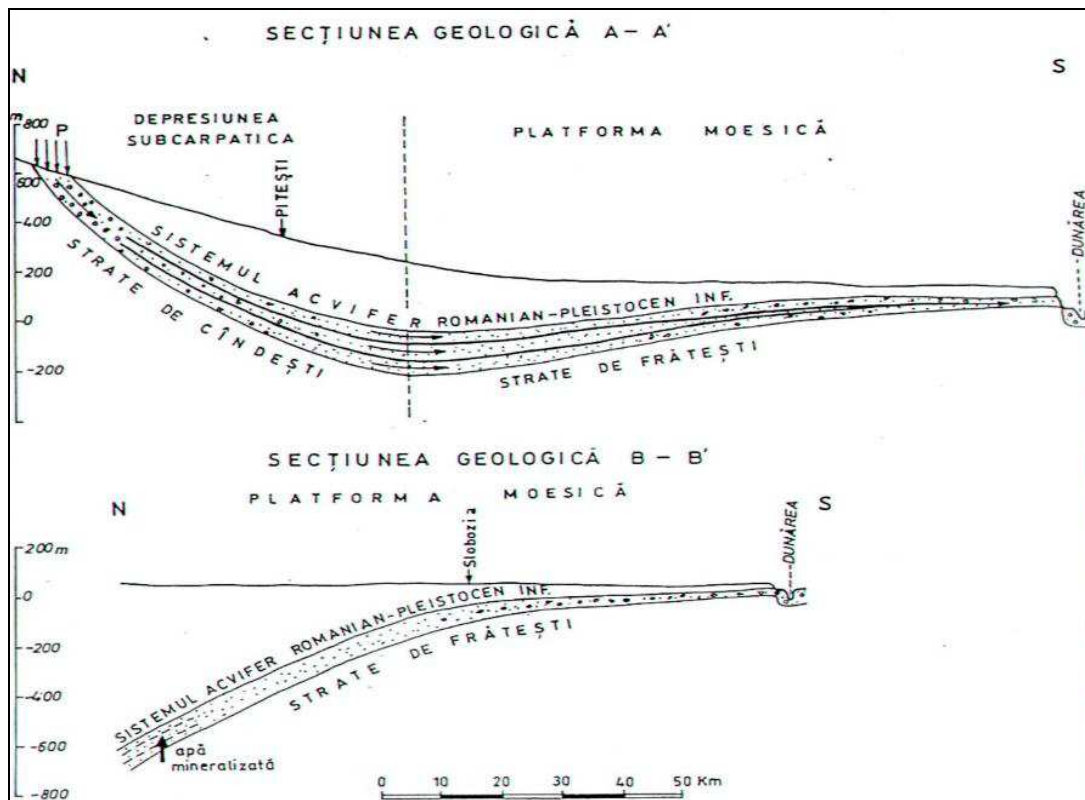 SECȚIUNEA GEOLOGICĂ A-A'
N
S
m
800
P
DEPRESIUNEA
SUBCARPATICA
PLATFORMA MOESICĂ
PITEȘTI
600
400
200
0
-200
DUNĂREA
SISTEMUL ACVIFER ROMANIAN-PLEISTOCEN INF.
STRATE DE CÎNDEȘTI
STRATE DE FRĂTEȘTI
SECȚIUNEA GEOLOGICĂ B-B'
PLATFORMA MOESICĂ
N
S
Slobozia
DUNĂREA
200m
0
-200
-400
-600
-800
SISTEMUL ACVIFER ROMANIAN-PLEISTOCEN INF.
STRATE DE FRĂTEȘTI
apă
mineralizată
0 10 20 30 40 50 Km